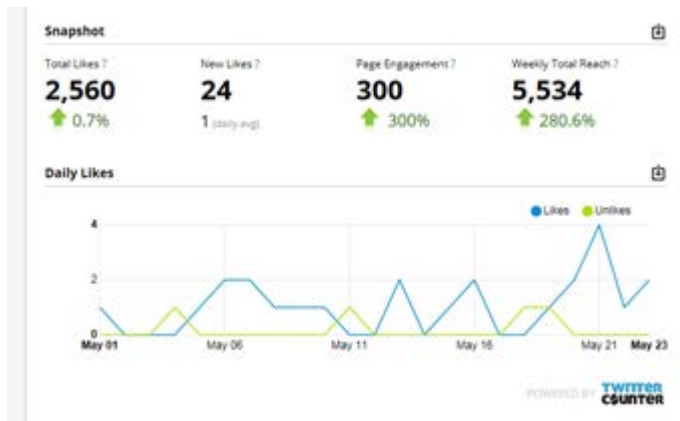 Snapshot
Total Likes ? New Likes ? Page Engagement ? Weekly Total Reach ?
2,560 24 300 5,534
0.7% 1 (daily avg) 300% 280.6%
Daily Likes
Likes Unlikes
4
2
0
May 01 May 06 May 11 May 16 May 21 May 23
POWERED BY TWITTER
COUNTER